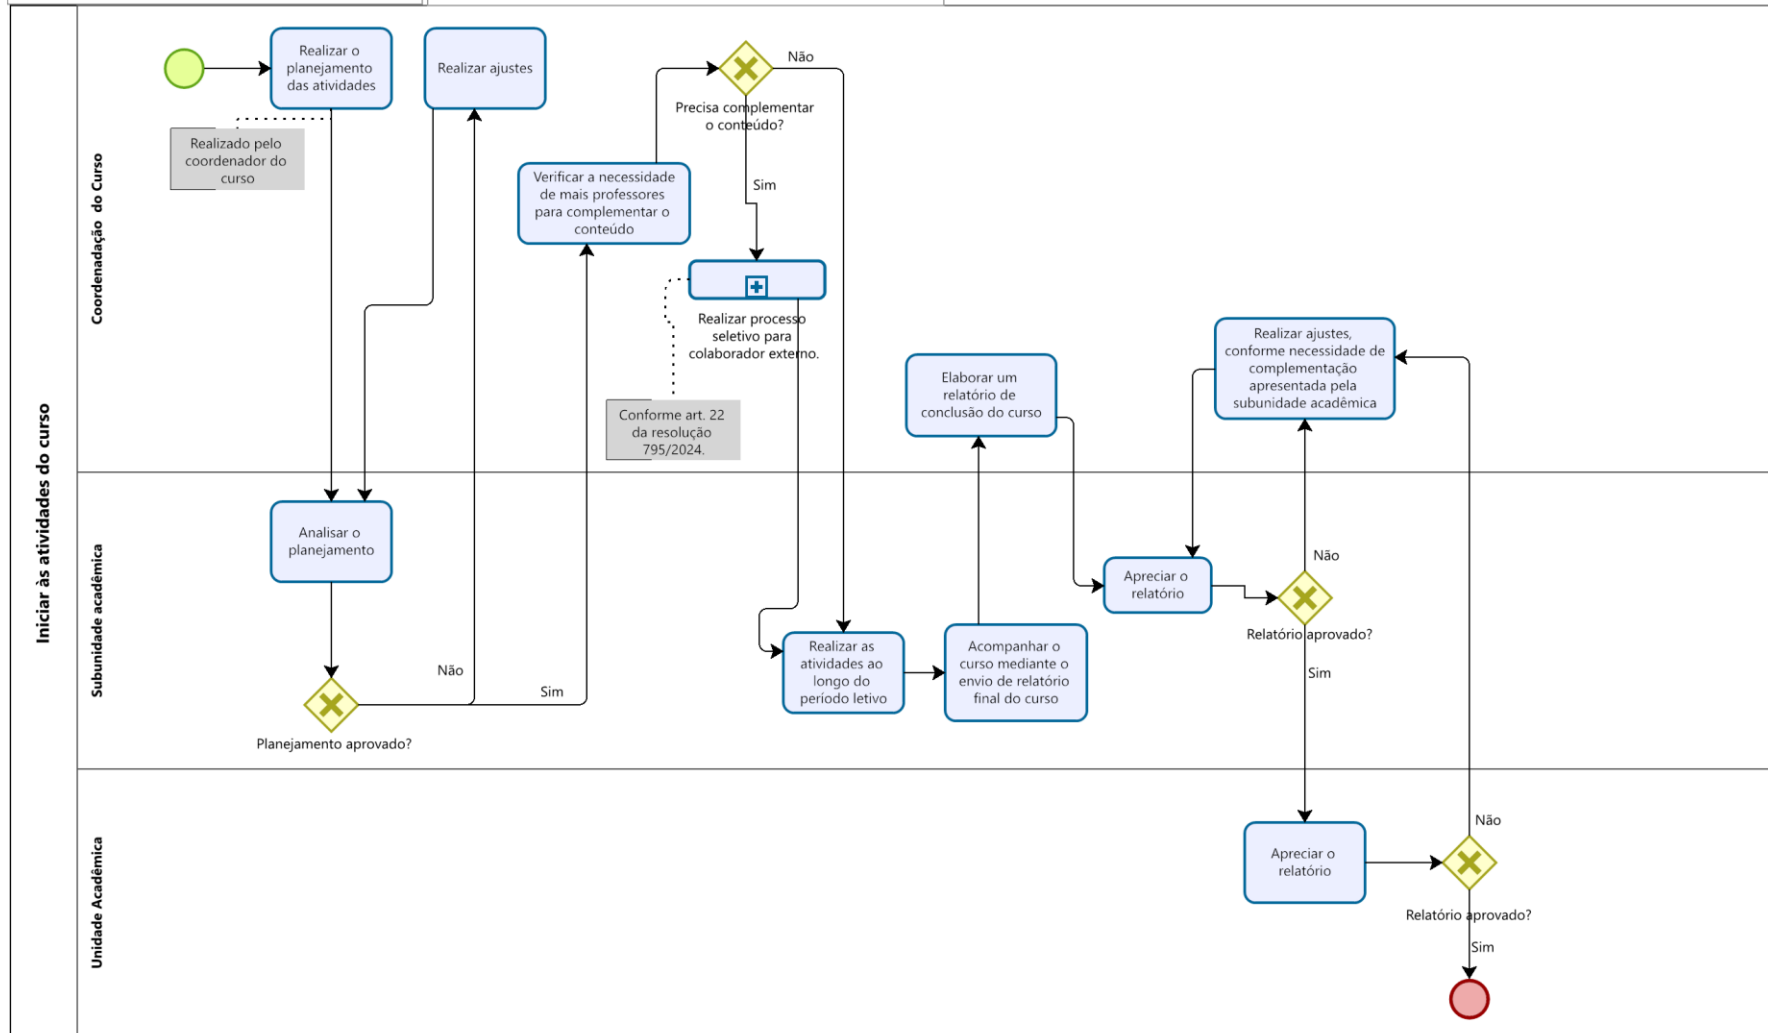 Iniciar às atividades do curso
Coordenação  do Curso
Realizar o
planejamento
das atividades
Realizado pelo
coordenador do
curso
Realizar ajustes
Verificar a necessidade
de mais professores
para complementar o
conteúdo
Não
Precisa complementar
o conteúdo?
Sim
Realizar processo
seletivo para
colaborador externo.
Conforme art. 22
da resolução
795/2024.
Elaborar um
relatório de
conclusão do curso
Realizar ajustes,
conforme necessidade de
complementação
apresentada pela
subunidade acadêmica
Subunidade acadêmica
Analisar o
planejamento
Planejamento aprovado?
Não
Sim
Realizar as
atividades ao
longo do
período letivo
Acompanhar o
curso mediante o
envio de relatório
final do curso
Apreciar o
relatório
Não
Relatório aprovado?
Sim
Unidade Acadêmica
Apreciar o
relatório
Não
Relatório aprovado?
Sim